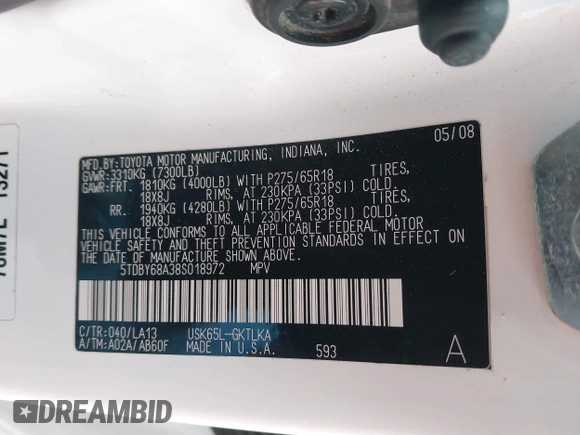 MFD. BY: TOYOTA MOTOR MANUFACTURING, INDIANA, INC. 05/08
GVWR: 3310KG (7300LB)
GAWR: FRT. 1810KG (4000LB) WITH P275/65R18 TIRES,
18X8J RIMS, AT 230KPA (33PSI) COLD.
RR. 1940KG (4280LB) WITH P275/65R18 TIRES,
18X8J RIMS, AT 230KPA (33PSI) COLD.
THIS VEHICLE CONFORMS TO ALL APPLICABLE FEDERAL MOTOR
VEHICLE SAFETY AND THEFT PREVENTION STANDARDS IN EFFECT
ON THE DATE OF MANUFACTURE SHOWN ABOVE.
5TDBY68A38S018972 MPV
C/TR: 040/LA13 USK65L-GKTLKA
A/TM: A02A/AB60F MADE IN U.S.A. 593 A
DREAMBID